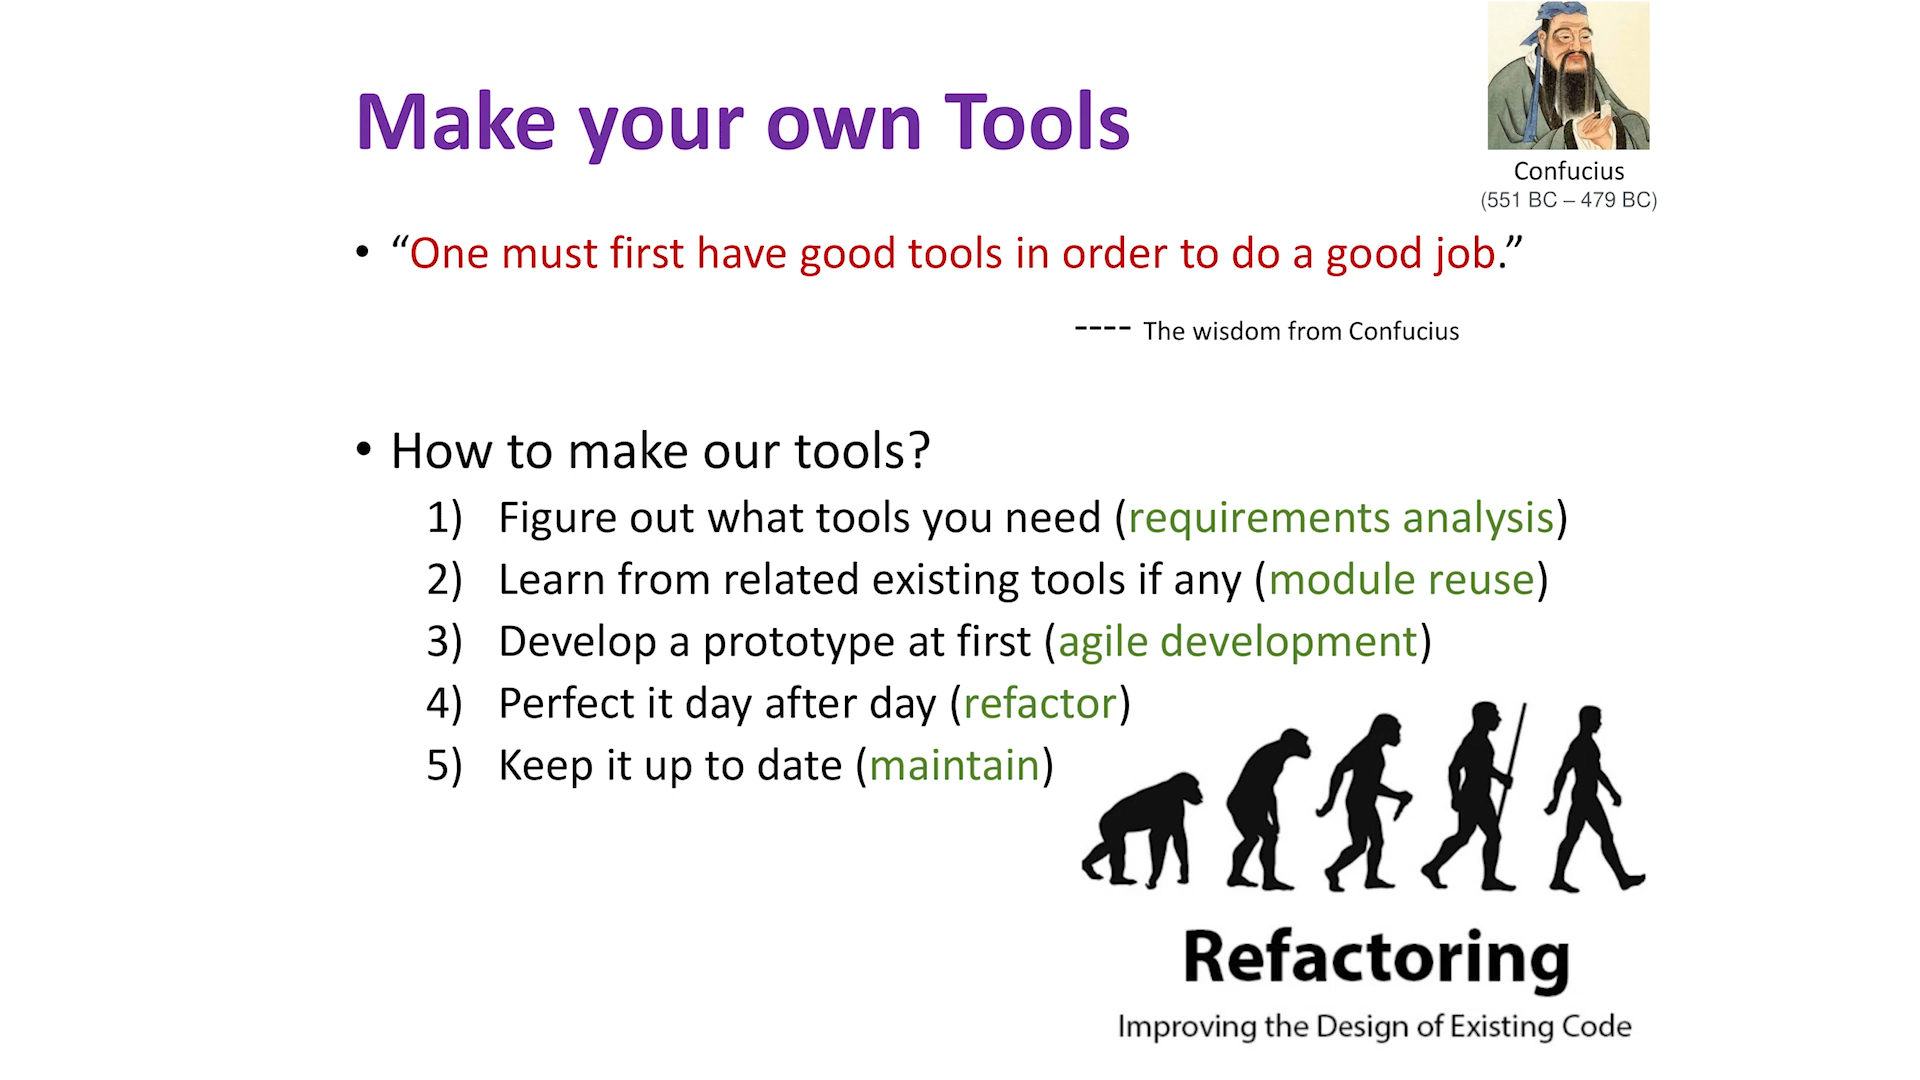 Make your own Tools
Confucius
(551 BC – 479 BC)
• “One must first have good tools in order to do a good job.”
---- The wisdom from Confucius
• How to make our tools?
1) Figure out what tools you need (requirements analysis)
2) Learn from related existing tools if any (module reuse)
3) Develop a prototype at first (agile development)
4) Perfect it day after day (refactor)
5) Keep it up to date (maintain)
Refactoring
Improving the Design of Existing Code